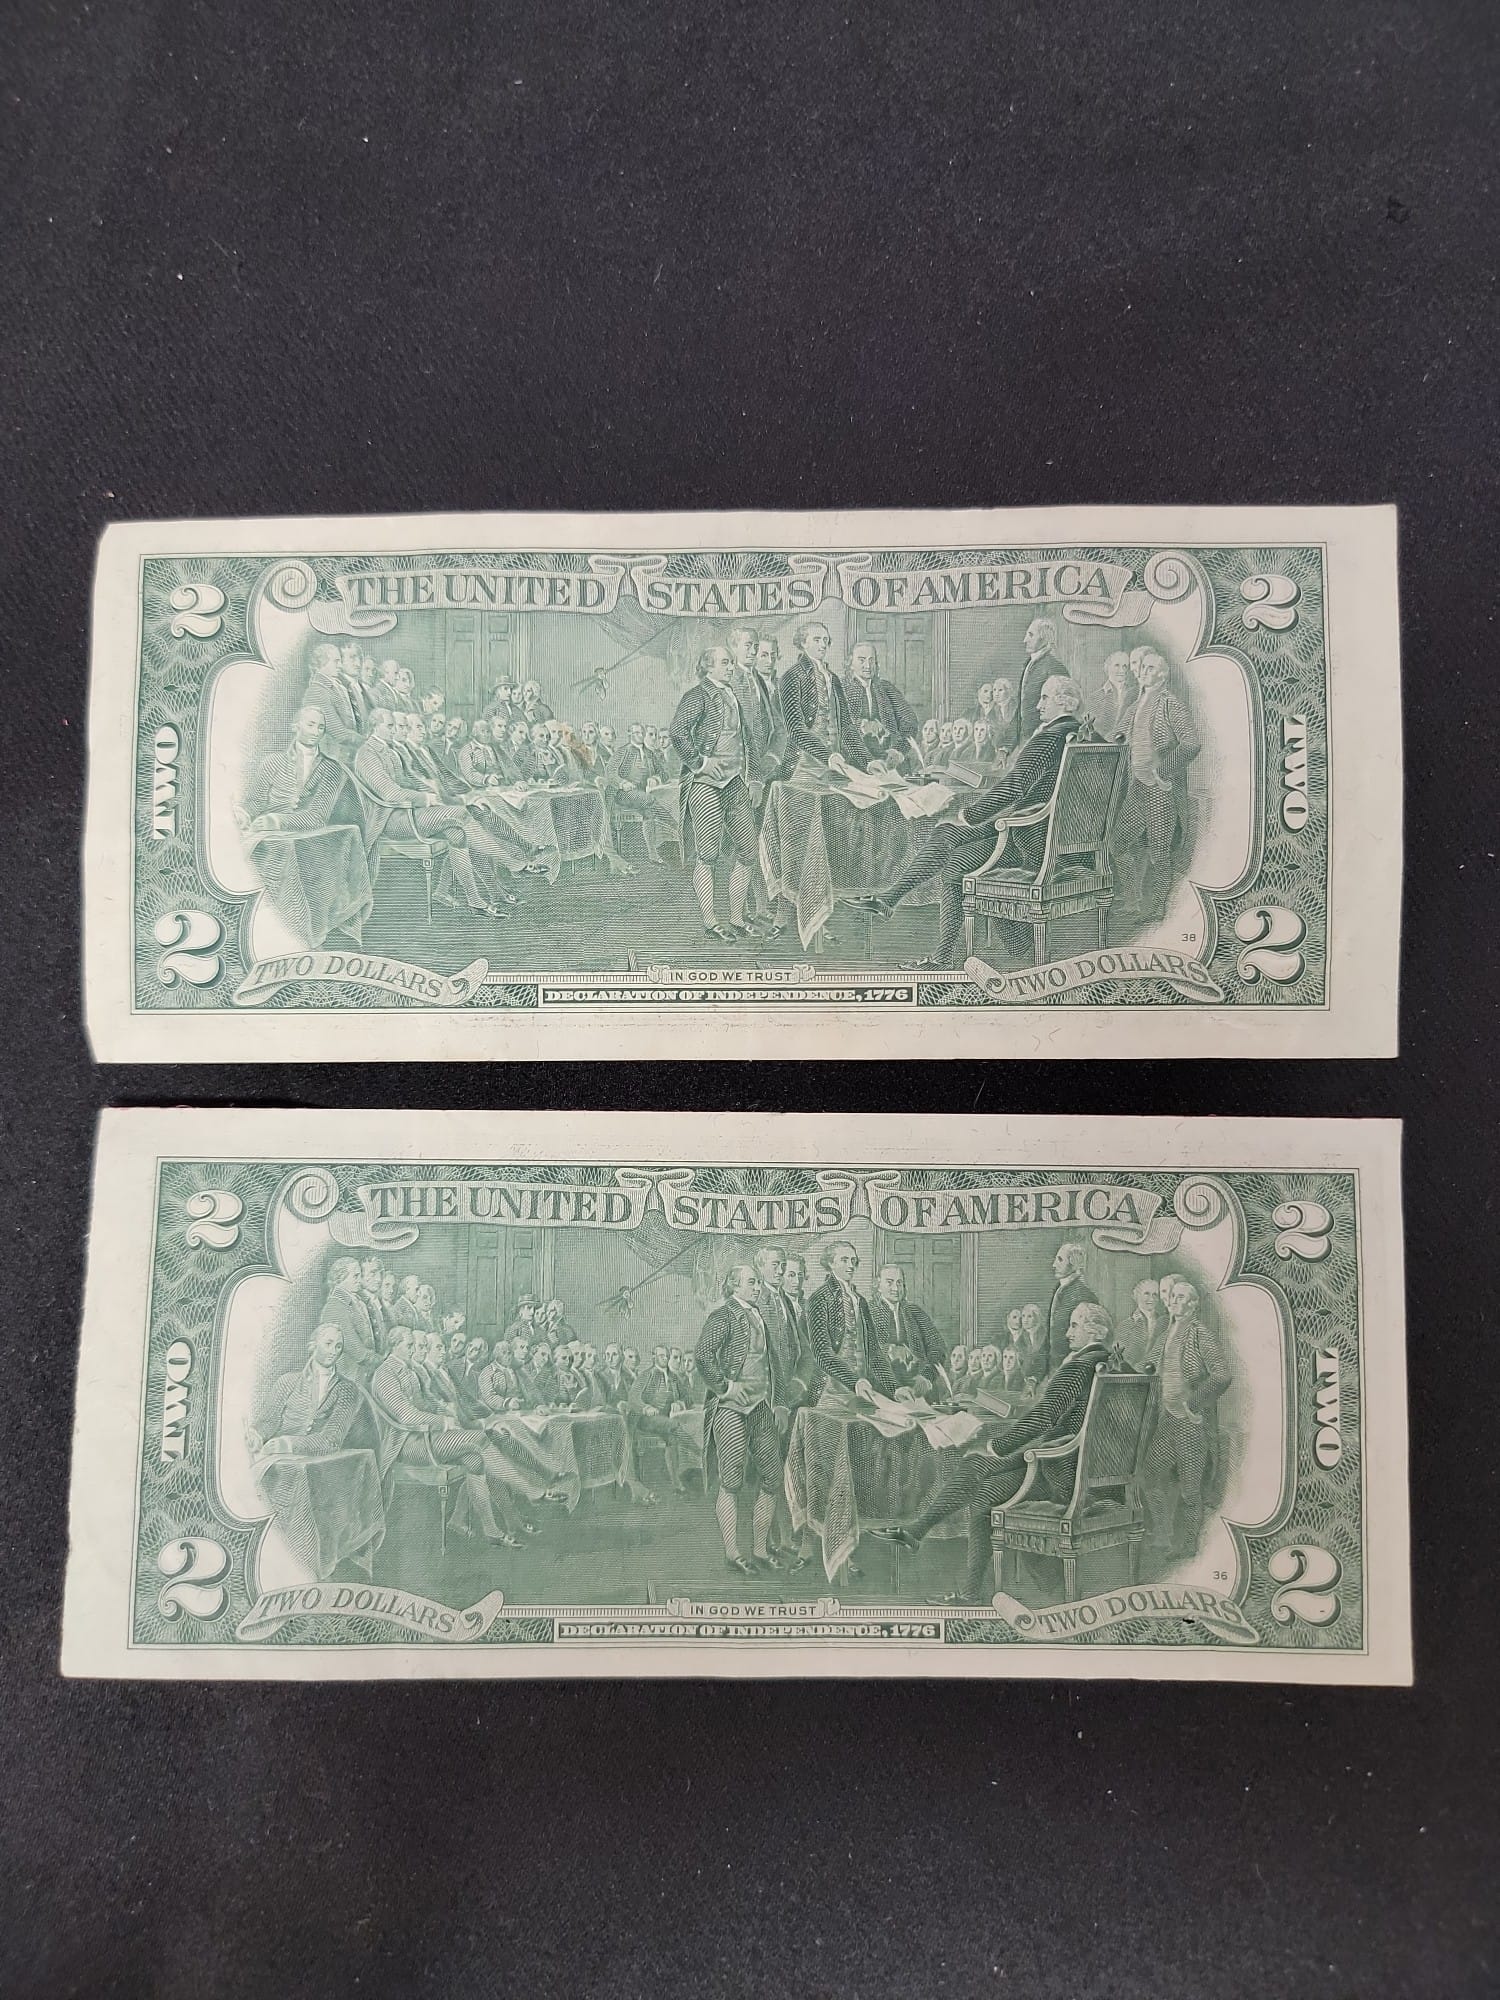 2 THE UNITED STATES OF AMERICA 2
TWO TWO
38
2 TWO DOLLARS IN GOD WE TRUST TWO DOLLARS 2
DECLARATION OF INDEPENDENCE, 1776
2 THE UNITED STATES OF AMERICA 2
TWO TWO
36
2 TWO DOLLARS IN GOD WE TRUST TWO DOLLARS 2
DECLARATION OF INDEPENDENCE, 1776